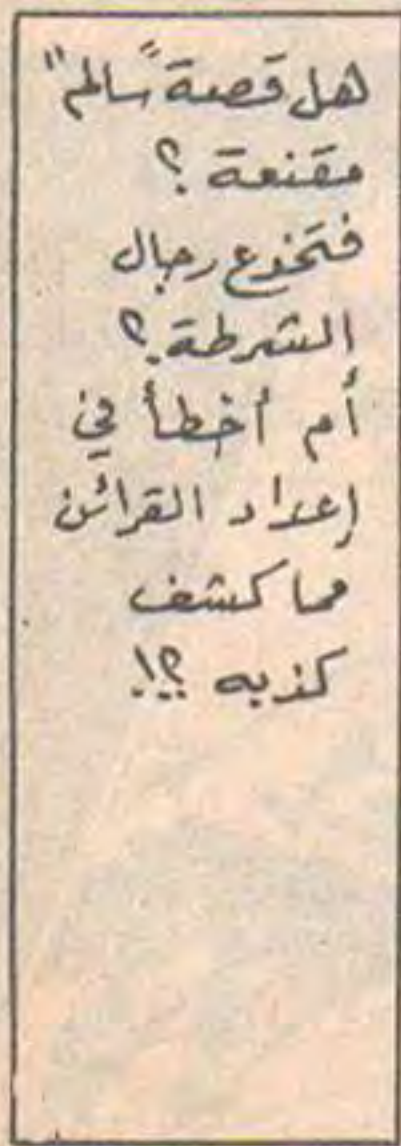 هل قصة "سالم"
مقنعة ؟
فتخدع رجال
الشرطة ؟
أم أخطأ في
إعداد القرائن
مما كشف
كذبه ؟!